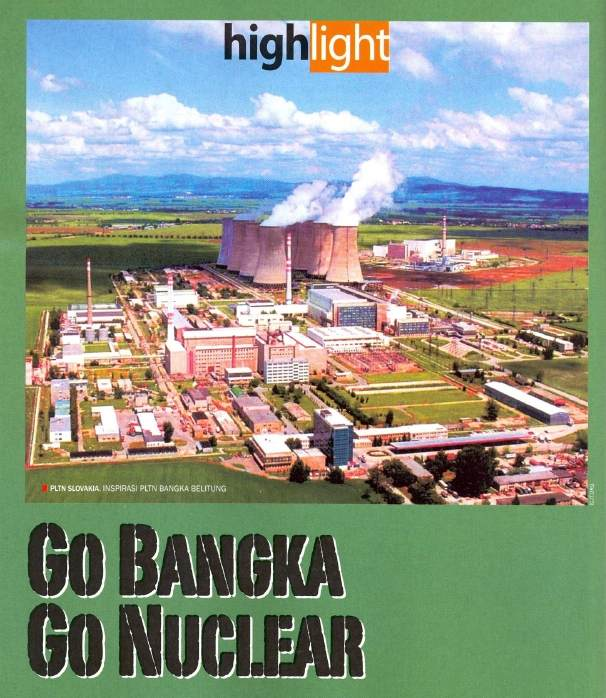 highlight
PLTN SLOVAKIA. INSPIRASI PLTN BANGKA BELITUNG
GO BANGKA
GO NUCLEAR